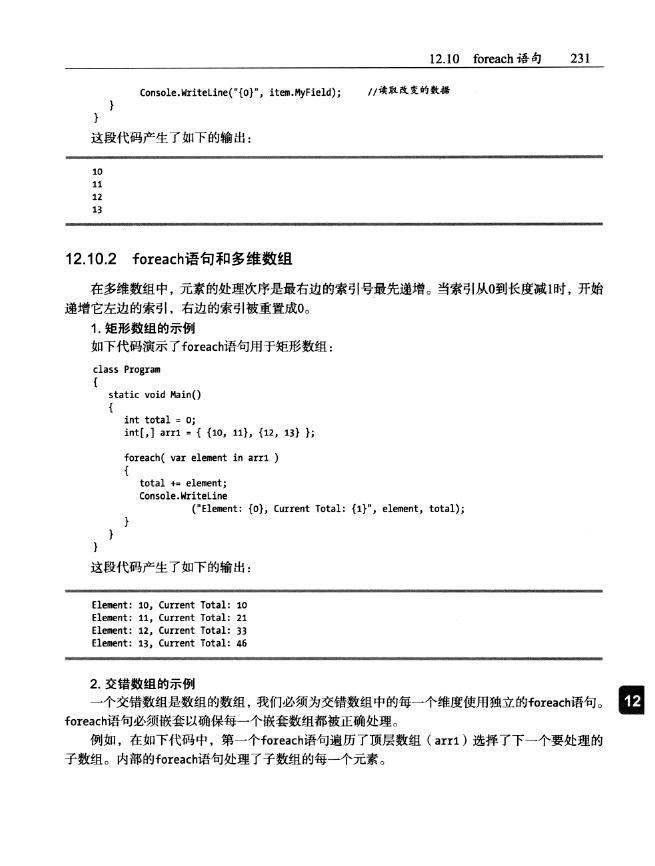 12.10 foreach 语句 231
Console.WriteLine("{0}", item.MyField); //读取改变的数据
}
}
这段代码产生了如下的输出：
10
11
12
13
12.10.2 foreach语句和多维数组
在多维数组中，元素的处理次序是最右边的索引号最先递增。当索引从0到长度减1时，开始
递增它左边的索引，右边的索引被重置成0。
1. 矩形数组的示例
如下代码演示了foreach语句用于矩形数组：
class Program
{
static void Main()
{
int total = 0;
int[,] arr1 = { {10, 11}, {12, 13} };
foreach( var element in arr1 )
{
total += element;
Console.WriteLine
("Element: {0}, Current Total: {1}", element, total);
}
}
}
这段代码产生了如下的输出：
Element: 10, Current Total: 10
Element: 11, Current Total: 21
Element: 12, Current Total: 33
Element: 13, Current Total: 46
2. 交错数组的示例
一个交错数组是数组的数组，我们必须为交错数组中的每一个维度使用独立的foreach语句。
12
foreach语句必须嵌套以确保每一个嵌套数组都被正确处理。
例如，在如下代码中，第一个foreach语句遍历了顶层数组（arr1）选择了下一个要处理的
子数组。内部的foreach语句处理了子数组的每一个元素。